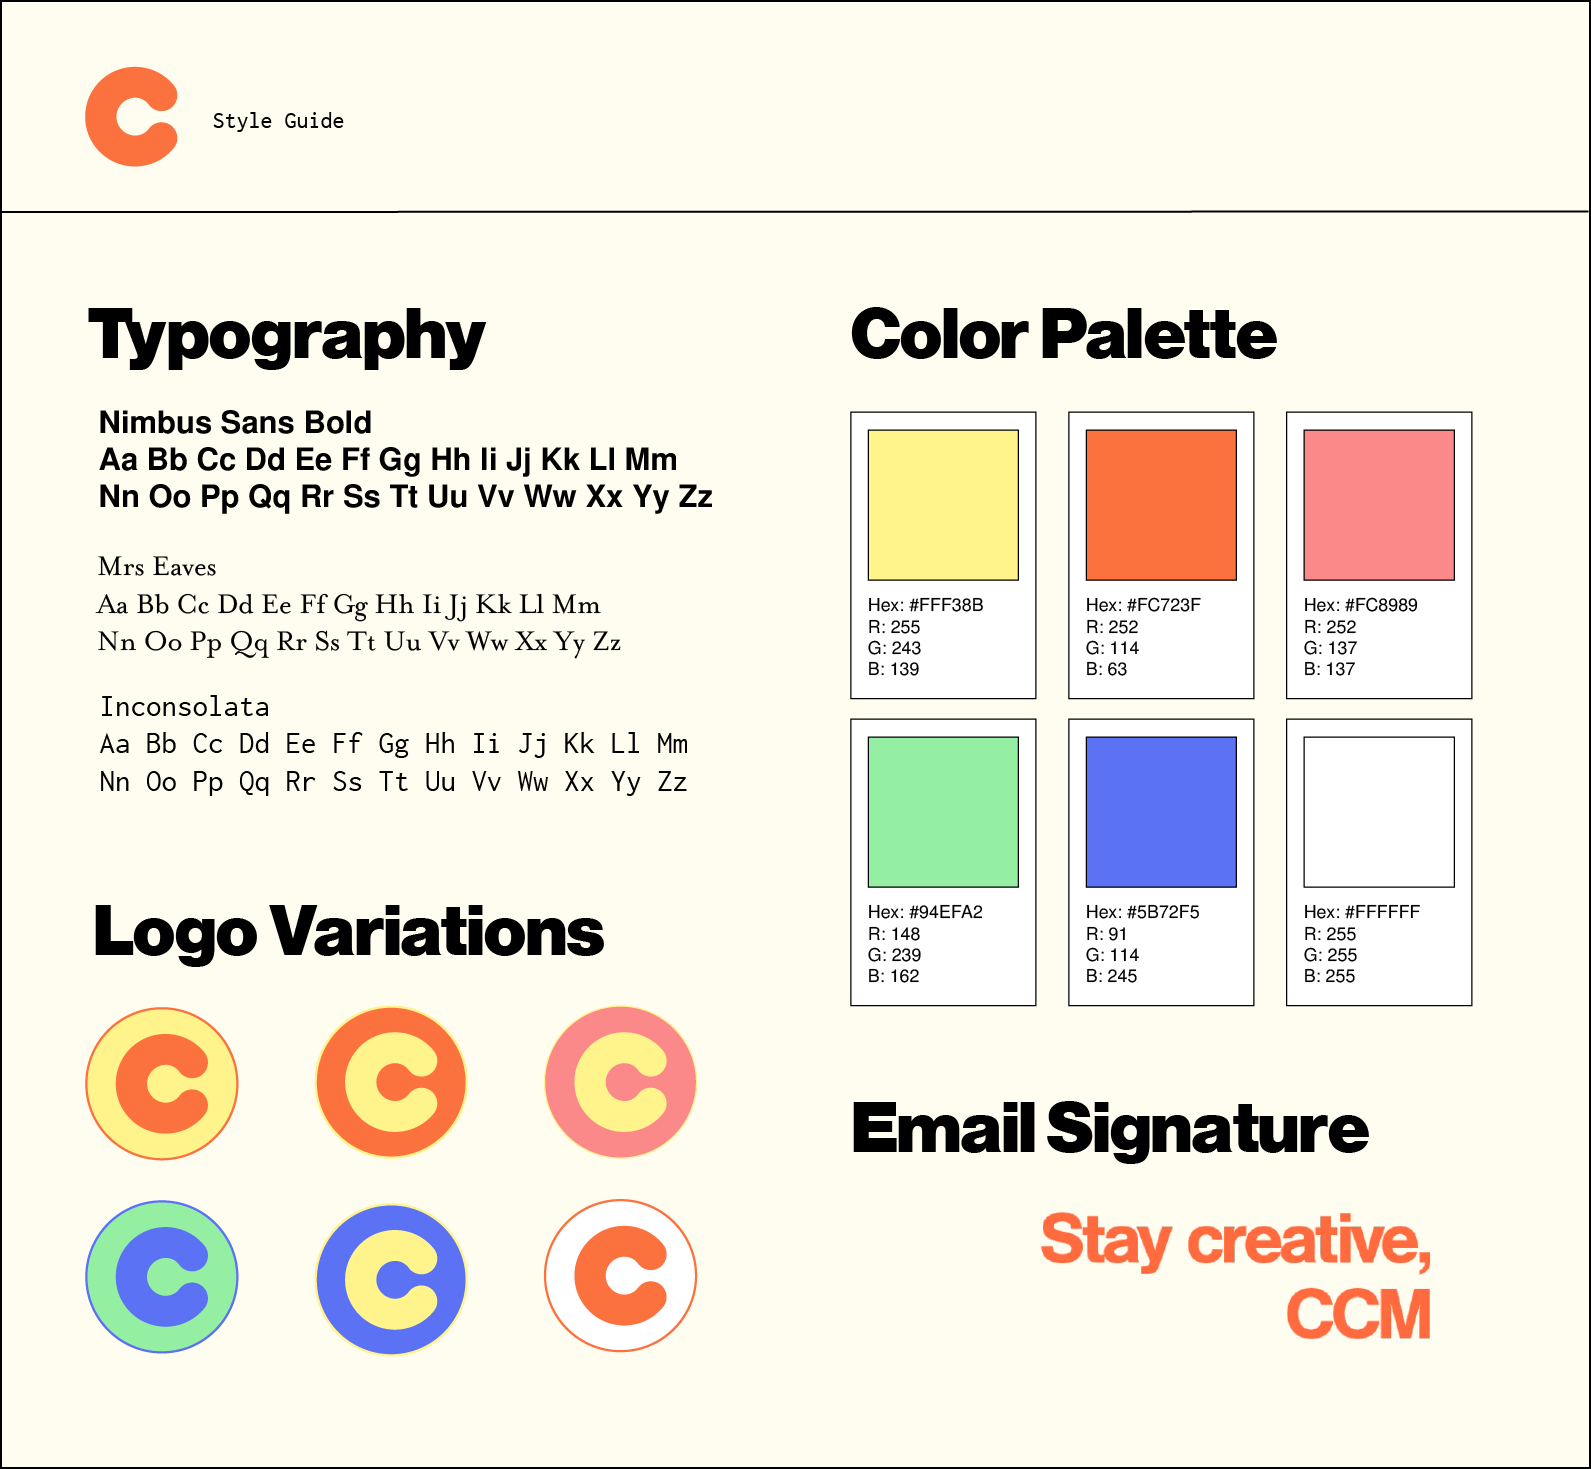 C
Style Guide
Typography
Nimbus Sans Bold
Aa Bb Cc Dd Ee Ff Gg Hh Ii Jj Kk Ll Mm
Nn Oo Pp Qq Rr Ss Tt Uu Vv Ww Xx Yy Zz
Mrs Eaves
Aa Bb Cc Dd Ee Ff Gg Hh Ii Jj Kk Ll Mm
Nn Oo Pp Qq Rr Ss Tt Uu Vv Ww Xx Yy Zz
Inconsolata
Aa Bb Cc Dd Ee Ff Gg Hh Ii Jj Kk Ll Mm
Nn Oo Pp Qq Rr Ss Tt Uu Vv Ww Xx Yy Zz
Logo Variations
C
C
C
C
C
C
Color Palette
Hex: #FFF38B
R: 255
G: 243
B: 139
Hex: #FC723F
R: 252
G: 114
B: 63
Hex: #FC8989
R: 252
G: 137
B: 137
Hex: #94EFA2
R: 148
G: 239
B: 162
Hex: #5B72F5
R: 91
G: 114
B: 245
Hex: #FFFFFF
R: 255
G: 255
B: 255
Email Signature
Stay creative,
CCM